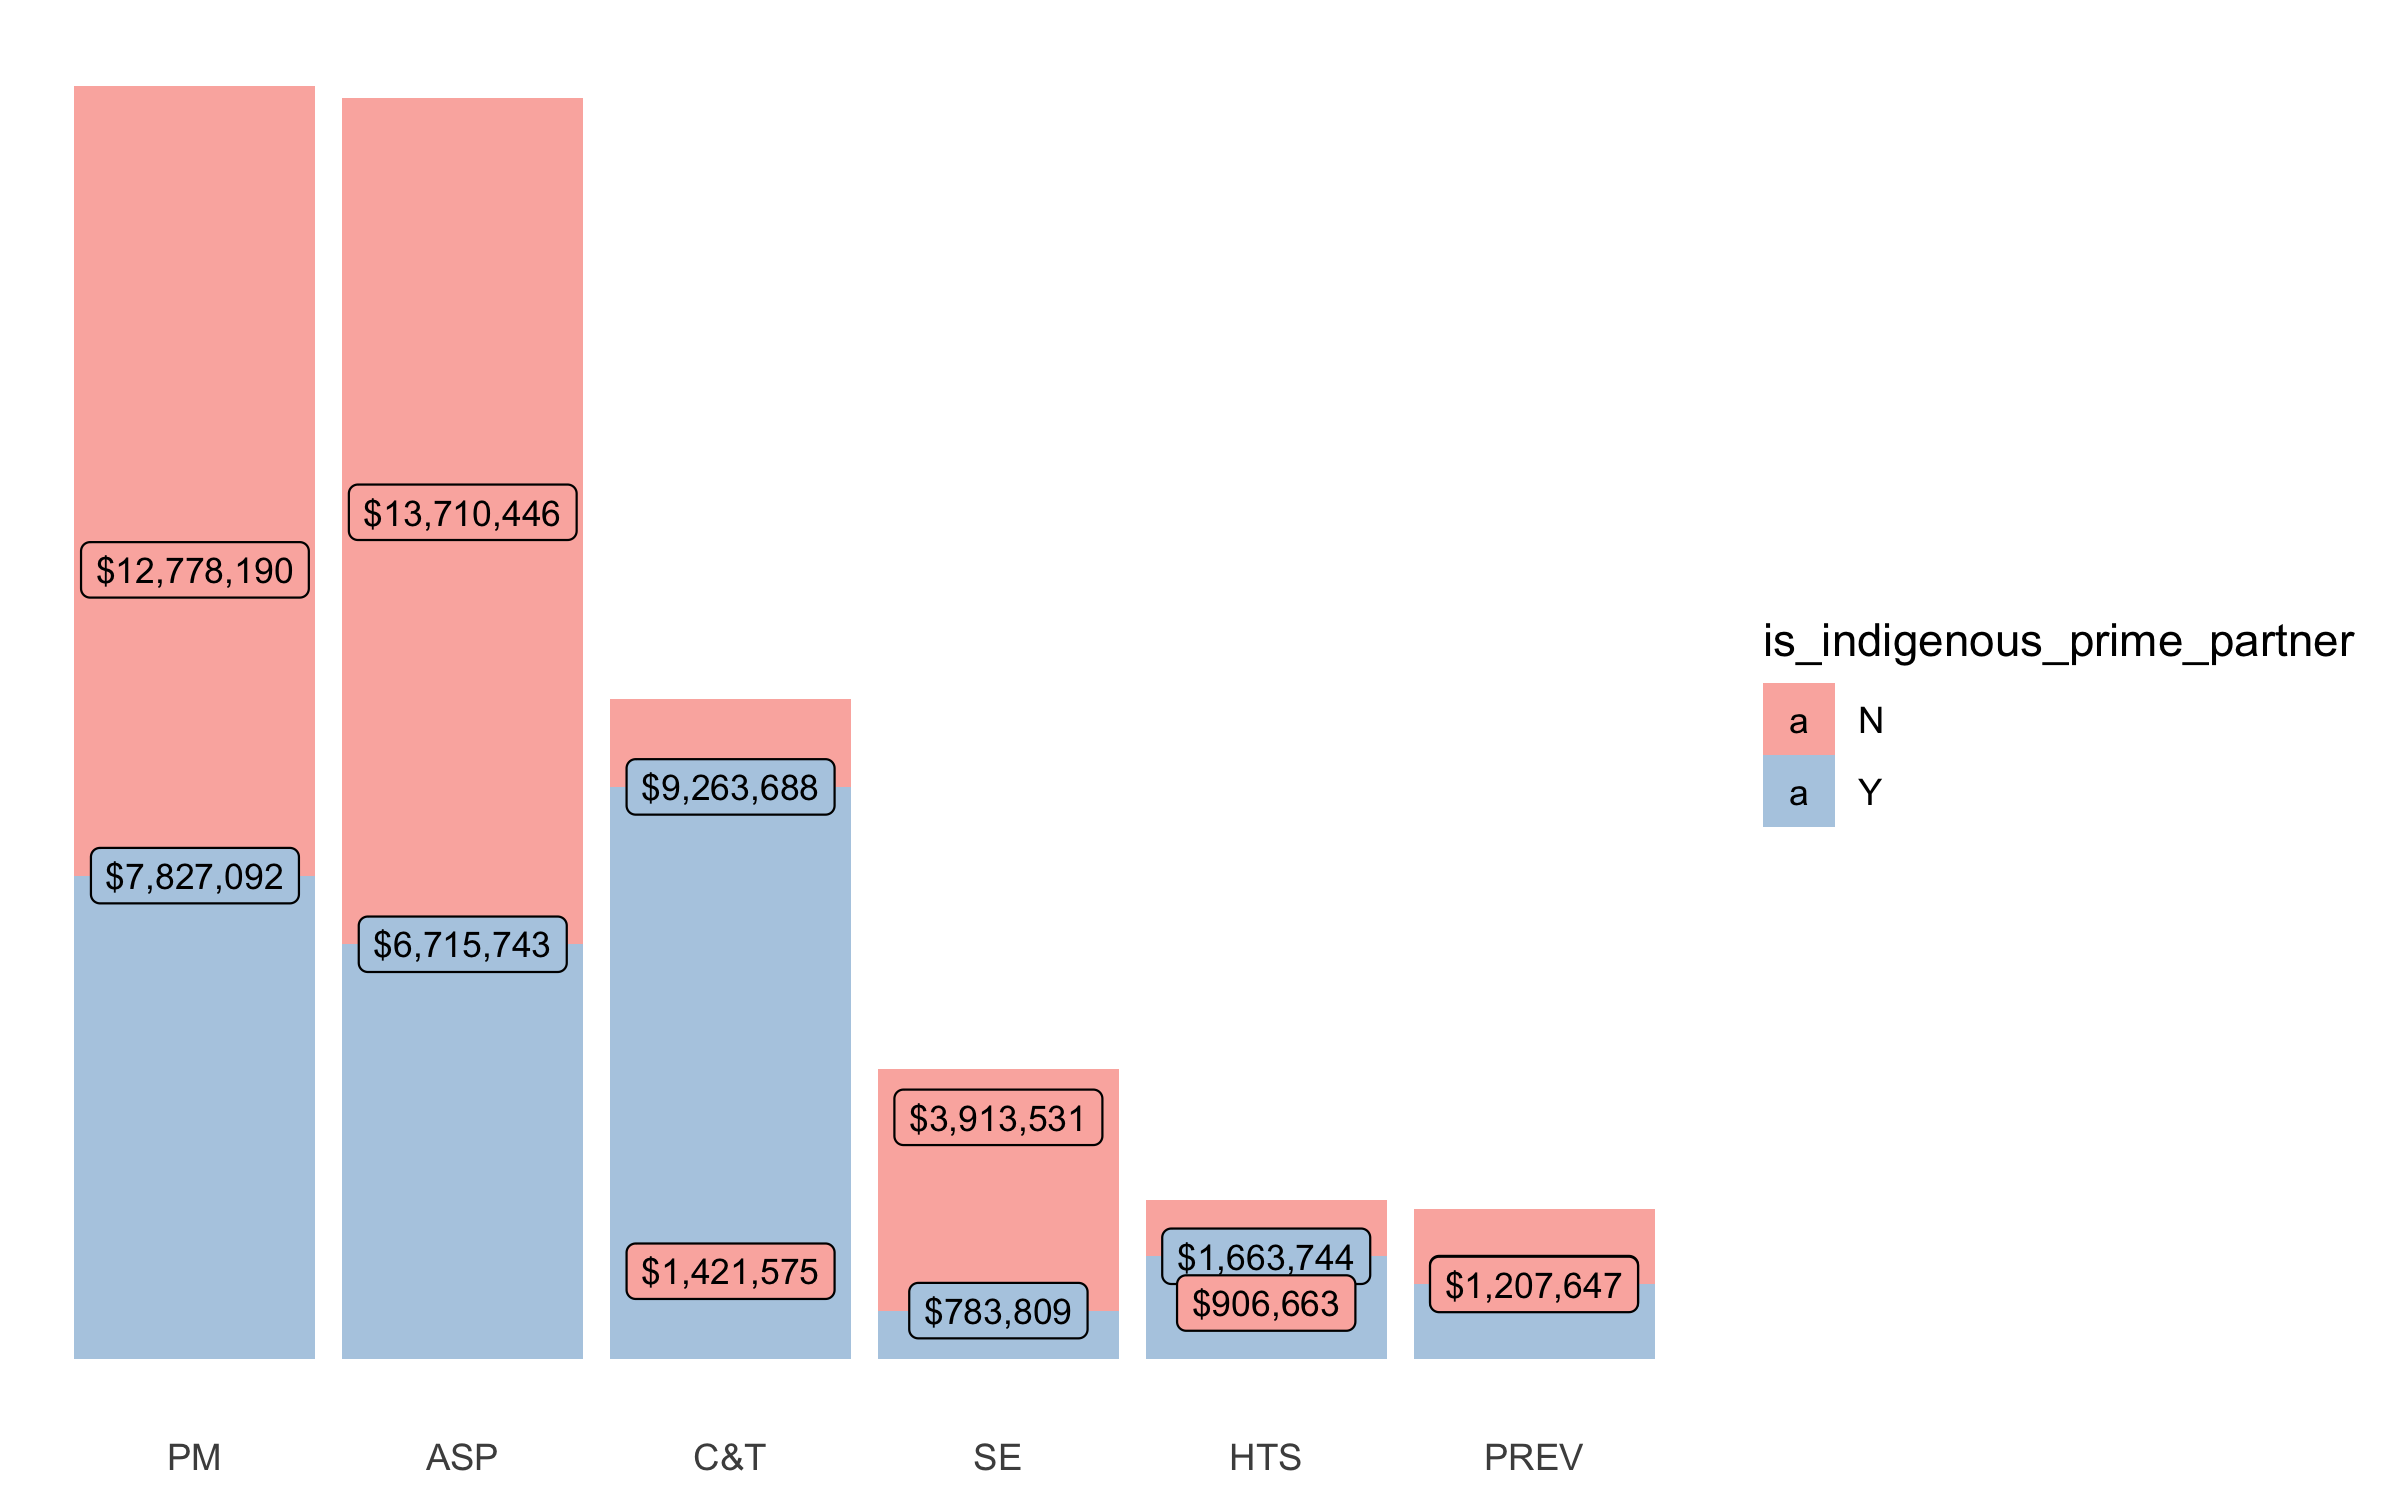 $13,710,446
$12,778,190
$9,263,688
$7,827,092
$6,715,743
$3,913,531
$1,421,575
$783,809
$1,663,744
$906,663
$1,207,647
is_indigenous_prime_partner
a N
a Y
PM ASP C&T SE HTS PREV